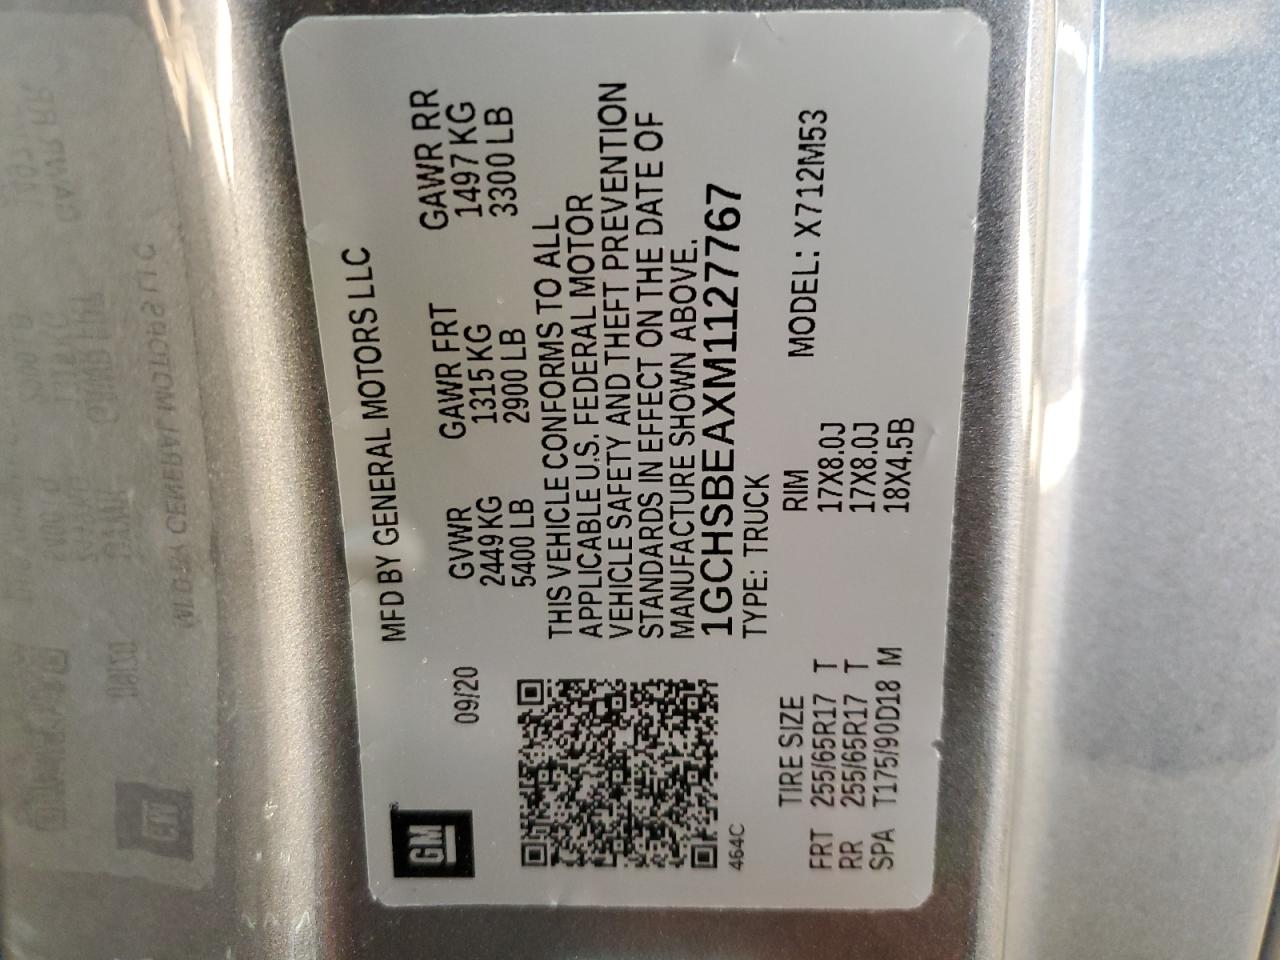 GM
MFD BY GENERAL MOTORS LLC
09/20
GVWR GAWR FRT GAWR RR
2449 KG 1315 KG 1497 KG
5400 LB 2900 LB 3300 LB
THIS VEHICLE CONFORMS TO ALL
APPLICABLE U.S. FEDERAL MOTOR
VEHICLE SAFETY AND THEFT PREVENTION
STANDARDS IN EFFECT ON THE DATE OF
MANUFACTURE SHOWN ABOVE.
1GCHSBEAXM1127767
464C
TYPE: TRUCK
MODEL: X712M53
TIRE SIZE RIM
FRT 255/65R17 T 17X8.0J
RR 255/65R17 T 17X8.0J
SPA T175/90D18 M 18X4.5B